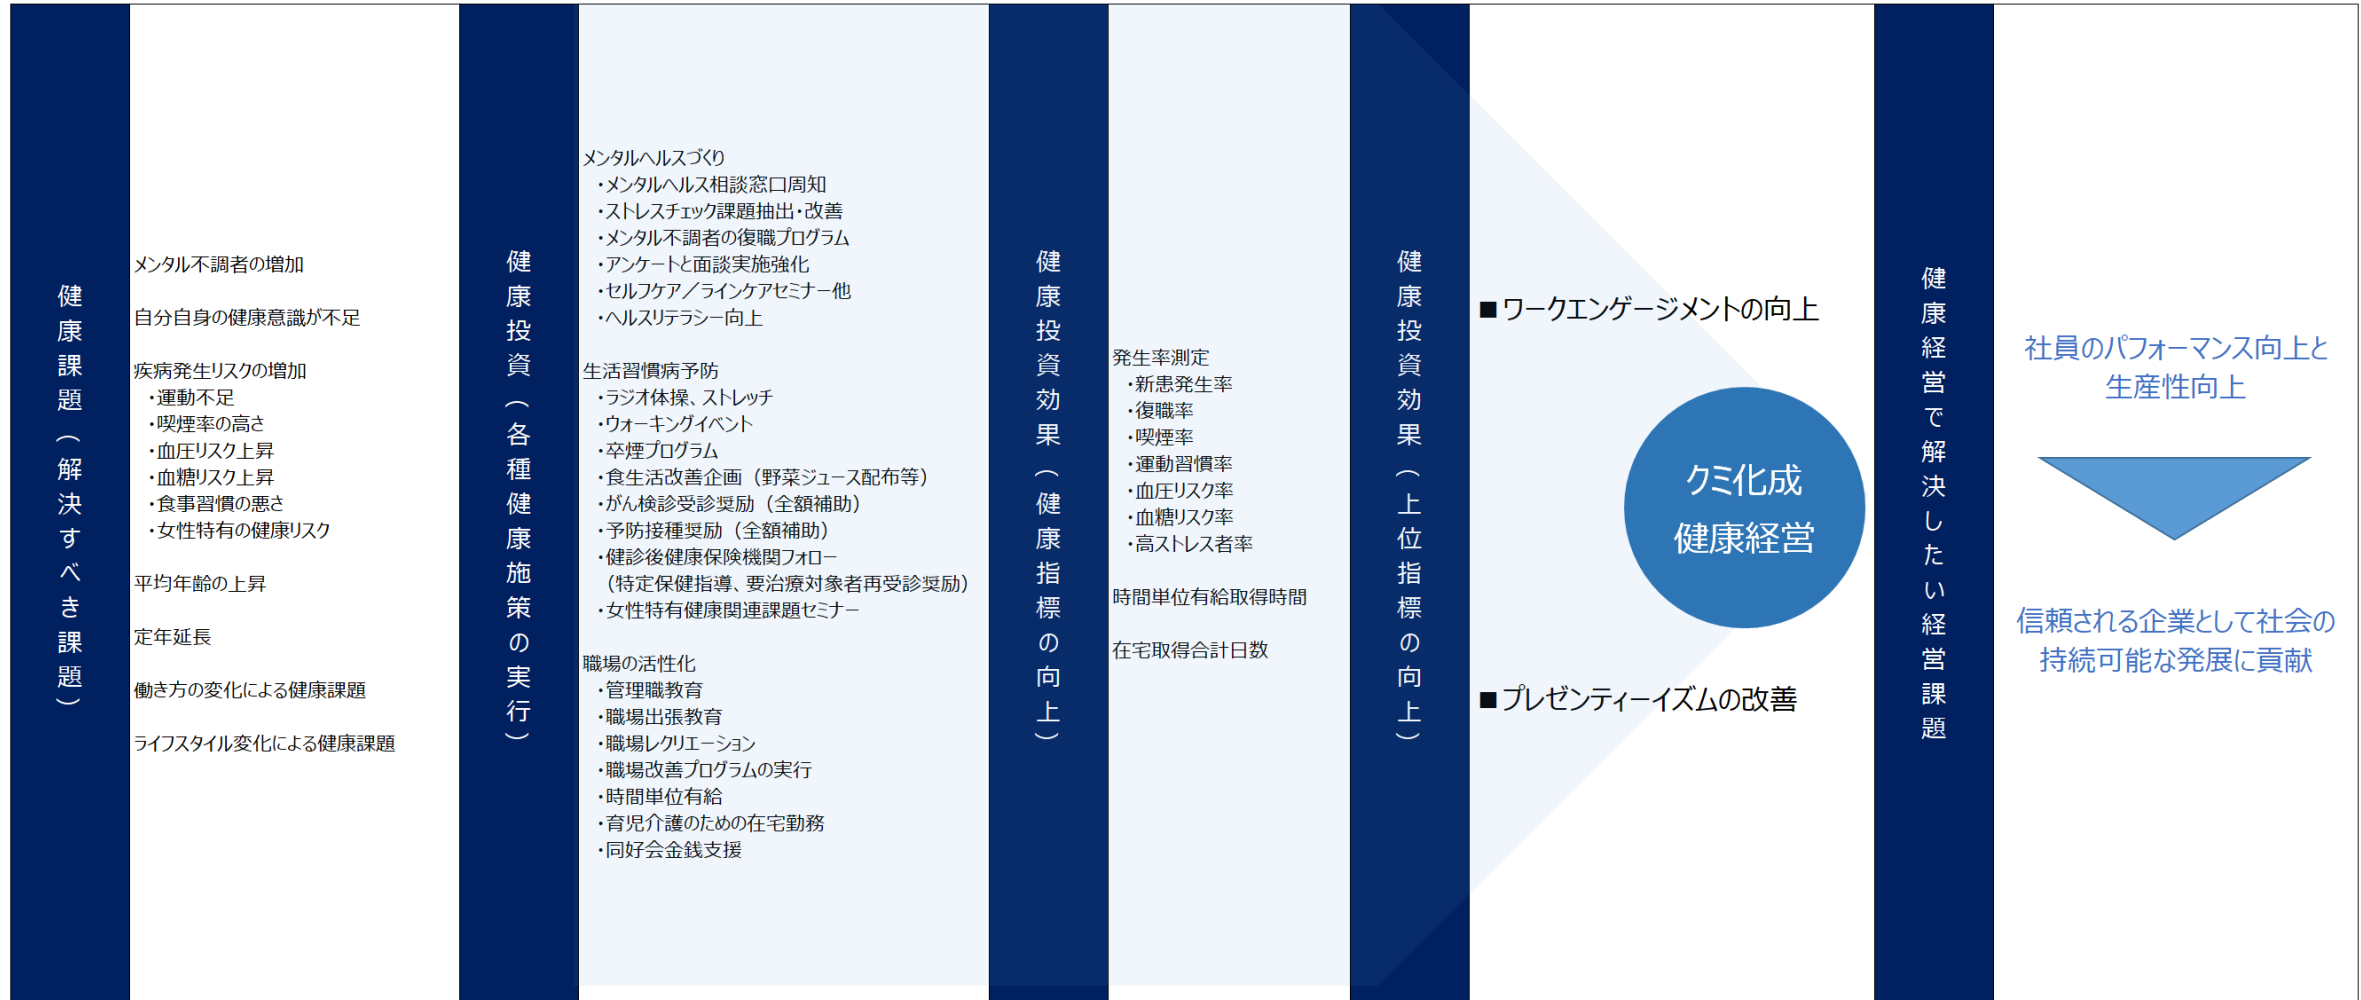 健康課題（解決すべき課題）
メンタル不調者の増加
自分自身の健康意識が不足
疾病発生リスクの増加
・運動不足
・喫煙率の高さ
・血圧リスク上昇
・血糖リスク上昇
・食事習慣の悪さ
・女性特有の健康リスク
平均年齢の上昇
定年延長
働き方の変化による健康課題
ライフスタイル変化による健康課題
健康投資（各種健康施策の実行）
メンタルヘルスづくり
・メンタルヘルス相談窓口周知
・ストレスチェック課題抽出・改善
・メンタル不調者の復職プログラム
・アンケートと面談実施強化
・セルフケア／ラインケアセミナー他
・ヘルスリテラシー向上
生活習慣病予防
・ラジオ体操、ストレッチ
・ウォーキングイベント
・卒煙プログラム
・食生活改善企画（野菜ジュース配布等）
・がん検診受診奨励（全額補助）
・予防接種奨励（全額補助）
・健診後健康保険機関フォロー
（特定保健指導、要治療対象者再受診奨励）
・女性特有健康関連課題セミナー
職場の活性化
・管理職教育
・職場出張教育
・職場レクリエーション
・職場改善プログラムの実行
・時間単位有給
・育児介護のための在宅勤務
・同好会金銭支援
健康投資効果（健康指標の向上）
発生率測定
・新患発生率
・復職率
・喫煙率
・運動習慣率
・血圧リスク率
・血糖リスク率
・高ストレス者率
時間単位有給取得時間
在宅取得合計日数
健康投資効果（上位指標の向上）
■ワークエンゲージメントの向上
クミ化成
健康経営
■プレゼンティーイズムの改善
健康経営で解決したい経営課題
社員のパフォーマンス向上と
生産性向上
信頼される企業として社会の
持続可能な発展に貢献